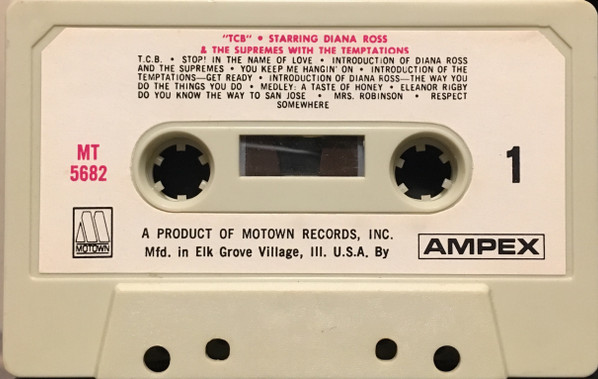 "TCB" • STARRING DIANA ROSS
& THE SUPREMES WITH THE TEMPTATIONS
T.C.B. • STOP! IN THE NAME OF LOVE • INTRODUCTION OF DIANA ROSS
AND THE SUPREMES • YOU KEEP ME HANGIN' ON • INTRODUCTION OF THE
TEMPTATIONS—GET READY • INTRODUCTION OF DIANA ROSS—THE WAY YOU
DO THE THINGS YOU DO • MEDLEY: A TASTE OF HONEY • ELEANOR RIGBY
DO YOU KNOW THE WAY TO SAN JOSE • MRS. ROBINSON • RESPECT
SOMEWHERE
MT
5682
1
MOTOWN
A PRODUCT OF MOTOWN RECORDS, INC.
Mfd. in Elk Grove Village, Ill. U.S.A. By
AMPEX